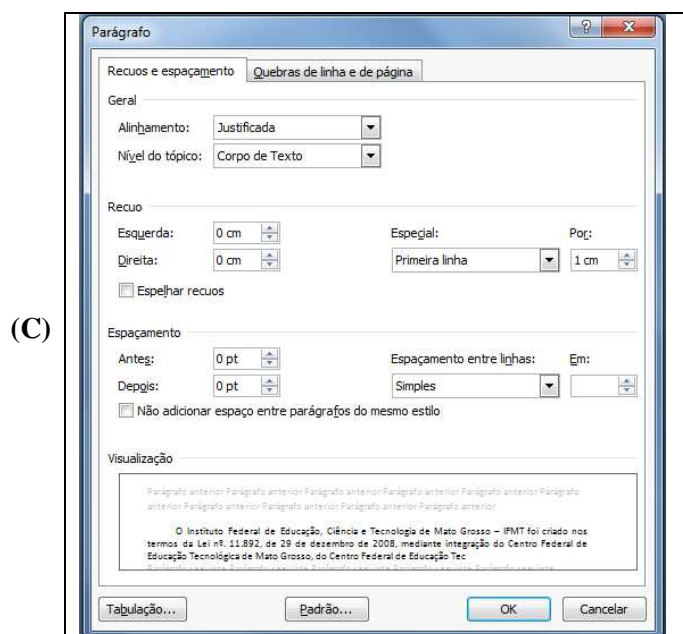 Parágrafo
Recuos e espaçamento Quebras de linha e de página
Geral
Alinhamento: Justificada
Nível do tópico: Corpo de Texto
Recuo
Esquerda: 0 cm Especial: Por:
Direita: 0 cm Primeira linha 1 cm
Espelhar recuos
(C)
Espaçamento
Antes: 0 pt Espaçamento entre linhas: Em:
Depois: 0 pt Simples
Não adicionar espaço entre parágrafos do mesmo estilo
Visualização
Parágrafo anterior Parágrafo anterior Parágrafo anterior Parágrafo anterior Parágrafo anterior Parágrafo
anterior Parágrafo anterior Parágrafo anterior Parágrafo anterior Parágrafo anterior
O Instituto Federal de Educação, Ciência e Tecnologia de Mato Grosso – IFMT foi criado nos
termos da Lei nº. 11.892, de 29 de dezembro de 2008, mediante integração do Centro Federal de
Educação Tecnológica de Mato Grosso, do Centro Federal de Educação Tec
Tabulação... Padrão... OK Cancelar